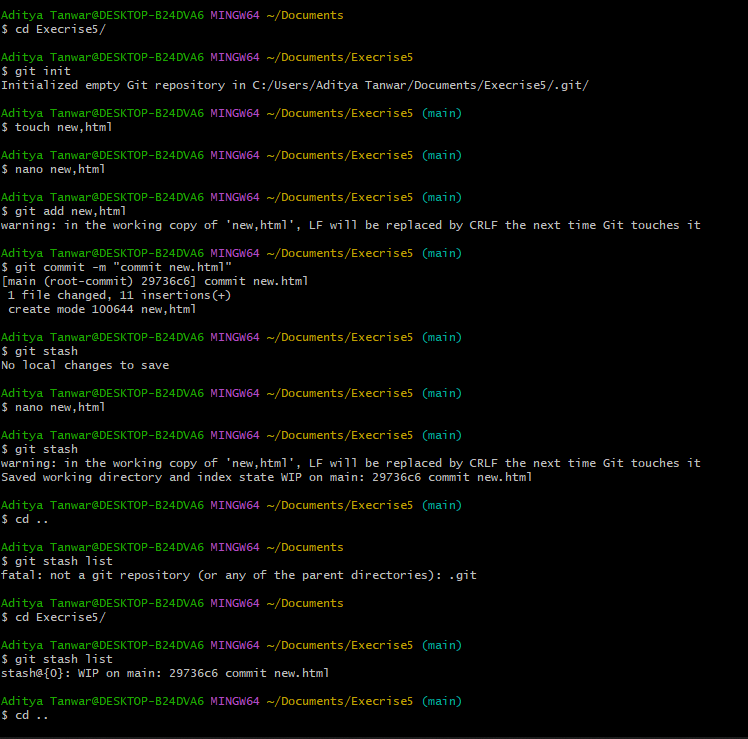 Aditya Tanwar@DESKTOP-B24DVA6 MINGW64 ~/Documents
$ cd Execrise5/
Aditya Tanwar@DESKTOP-B24DVA6 MINGW64 ~/Documents/Execrise5
$ git init
Initialized empty Git repository in C:/Users/Aditya Tanwar/Documents/Execrise5/.git/
Aditya Tanwar@DESKTOP-B24DVA6 MINGW64 ~/Documents/Execrise5 (main)
$ touch new,html
Aditya Tanwar@DESKTOP-B24DVA6 MINGW64 ~/Documents/Execrise5 (main)
$ nano new,html
Aditya Tanwar@DESKTOP-B24DVA6 MINGW64 ~/Documents/Execrise5 (main)
$ git add new,html
warning: in the working copy of 'new,html', LF will be replaced by CRLF the next time Git touches it
Aditya Tanwar@DESKTOP-B24DVA6 MINGW64 ~/Documents/Execrise5 (main)
$ git commit -m "commit new.html"
[main (root-commit) 29736c6] commit new.html
 1 file changed, 11 insertions(+)
 create mode 100644 new,html
Aditya Tanwar@DESKTOP-B24DVA6 MINGW64 ~/Documents/Execrise5 (main)
$ git stash
No local changes to save
Aditya Tanwar@DESKTOP-B24DVA6 MINGW64 ~/Documents/Execrise5 (main)
$ nano new,html
Aditya Tanwar@DESKTOP-B24DVA6 MINGW64 ~/Documents/Execrise5 (main)
$ git stash
warning: in the working copy of 'new,html', LF will be replaced by CRLF the next time Git touches it
Saved working directory and index state WIP on main: 29736c6 commit new.html
Aditya Tanwar@DESKTOP-B24DVA6 MINGW64 ~/Documents/Execrise5 (main)
$ cd ..
Aditya Tanwar@DESKTOP-B24DVA6 MINGW64 ~/Documents
$ git stash list
fatal: not a git repository (or any of the parent directories): .git
Aditya Tanwar@DESKTOP-B24DVA6 MINGW64 ~/Documents
$ cd Execrise5/
Aditya Tanwar@DESKTOP-B24DVA6 MINGW64 ~/Documents/Execrise5 (main)
$ git stash list
stash@{0}: WIP on main: 29736c6 commit new.html
Aditya Tanwar@DESKTOP-B24DVA6 MINGW64 ~/Documents/Execrise5 (main)
$ cd ..